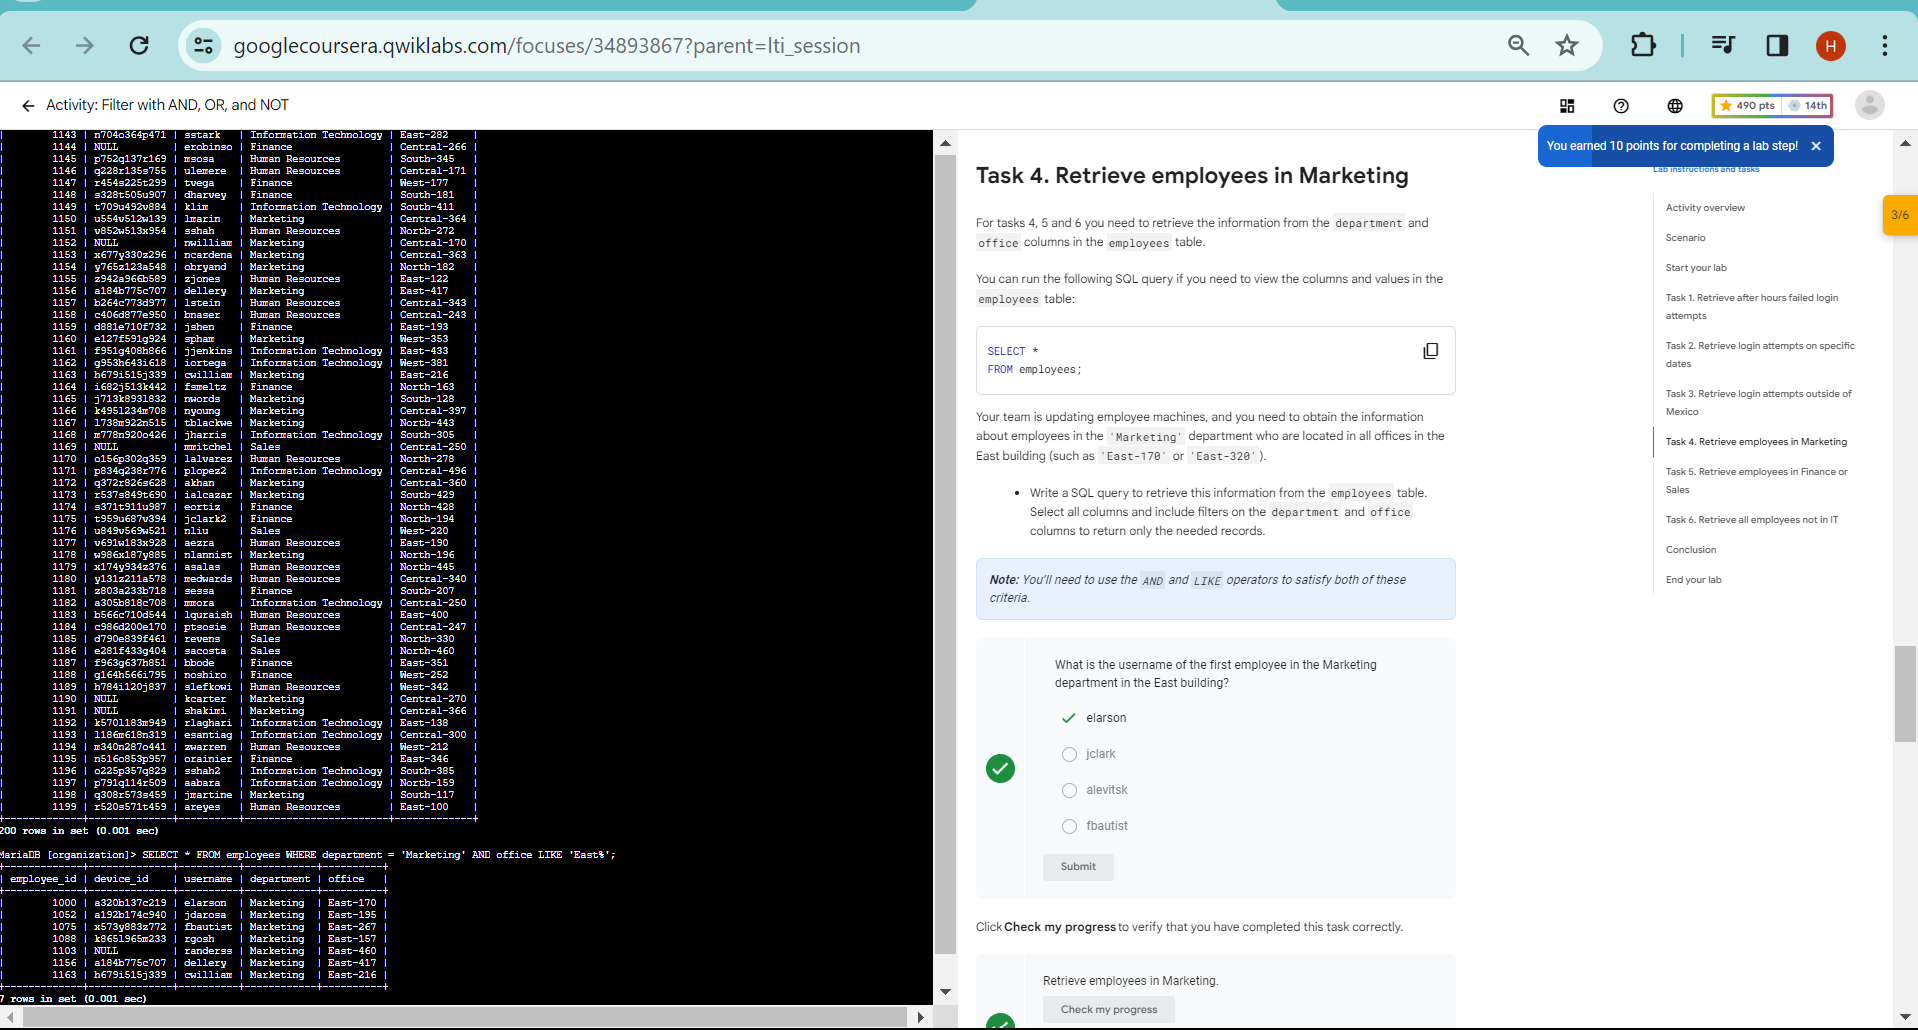 googlecoursera.qwiklabs.com/focuses/34893867?parent=lti_session
H
Activity: Filter with AND, OR, and NOT
490 pts
14th
You earned 10 points for completing a lab step!
| 1143 | n704o364p471 | sstark | Information Technology | East-282 |
| 1144 | NULL | erobinso | Finance | Central-266 |
| 1145 | p752q137r169 | msosa | Human Resources | South-345 |
| 1146 | q228r135s755 | ulemere | Human Resources | Central-171 |
| 1147 | r454s225t299 | tvega | Finance | West-177 |
| 1148 | s328t505u907 | dharvey | Finance | South-181 |
| 1149 | t709u492v884 | klim | Information Technology | South-411 |
| 1150 | u554v512w139 | lmarin | Marketing | Central-364 |
| 1151 | v852w513x954 | sshah | Human Resources | North-272 |
| 1152 | NULL | nwilliam | Marketing | Central-170 |
| 1153 | x677y330z296 | ncardena | Marketing | Central-363 |
| 1154 | y765z123a548 | obryand | Marketing | North-182 |
| 1155 | z942a966b589 | zjones | Human Resources | East-122 |
| 1156 | a184b775c707 | dellery | Marketing | East-417 |
| 1157 | b264c773d977 | lstein | Human Resources | Central-343 |
| 1158 | c406d877e950 | bnaser | Human Resources | Central-243 |
| 1159 | d881e710f732 | jshen | Finance | East-193 |
| 1160 | e127f591g924 | spham | Marketing | West-353 |
| 1161 | f951g408h866 | jjenkins | Information Technology | East-433 |
| 1162 | g953h643i618 | iortega | Information Technology | West-381 |
| 1163 | h679i515j339 | cwilliam | Marketing | East-216 |
| 1164 | i682j513k442 | fsmeltz | Finance | North-163 |
| 1165 | j713k893l832 | nwords | Marketing | South-128 |
| 1166 | k495l234m708 | nyoung | Marketing | Central-397 |
| 1167 | l738m922n515 | tblackwe | Marketing | North-443 |
| 1168 | m778n920o426 | jharris | Information Technology | South-305 |
| 1169 | NULL | mmitchel | Sales | Central-250 |
| 1170 | o156p302q359 | lalvarez | Human Resources | North-278 |
| 1171 | p834q238r776 | plopez2 | Information Technology | Central-496 |
| 1172 | q372r826s628 | akhan | Marketing | Central-360 |
| 1173 | r537s849t690 | ialcazar | Marketing | South-429 |
| 1174 | s371t911u987 | eortiz | Finance | North-428 |
| 1175 | t959u687v394 | jclark2 | Finance | North-194 |
| 1176 | u849v569w521 | nliu | Sales | West-220 |
| 1177 | v691w183x928 | aezra | Human Resources | East-190 |
| 1178 | w986x187y885 | nlannist | Marketing | North-196 |
| 1179 | x174y934z376 | asalas | Human Resources | North-445 |
| 1180 | y131z211a578 | medwards | Human Resources | Central-340 |
| 1181 | z803a233b718 | sessa | Finance | South-207 |
| 1182 | a305b818c708 | mmora | Information Technology | Central-250 |
| 1183 | b566c710d544 | lquraish | Human Resources | East-400 |
| 1184 | c986d200e170 | ptsosie | Human Resources | Central-247 |
| 1185 | d790e839f461 | revens | Sales | North-330 |
| 1186 | e281f433g404 | sacosta | Sales | North-460 |
| 1187 | f963g637h851 | bbode | Finance | East-351 |
| 1188 | g164h566i795 | noshiro | Finance | West-252 |
| 1189 | h784i120j837 | slefkowi | Human Resources | West-342 |
| 1190 | NULL | kcarter | Marketing | Central-270 |
| 1191 | NULL | shakimi | Marketing | Central-366 |
| 1192 | k570l183m949 | rlaghari | Information Technology | East-138 |
| 1193 | l186m618n319 | esantiag | Information Technology | Central-300 |
| 1194 | m340n287o441 | zwarren | Human Resources | West-212 |
| 1195 | n516o853p957 | orainier | Finance | East-346 |
| 1196 | o225p357q829 | sshah2 | Information Technology | South-385 |
| 1197 | p791q114r509 | aabara | Information Technology | North-159 |
| 1198 | q308r573s459 | jmartine | Marketing | South-117 |
| 1199 | r520s571t459 | areyes | Human Resources | East-100 |
200 rows in set (0.001 sec)
MariaDB [organization]> SELECT * FROM employees WHERE department = 'Marketing' AND office LIKE 'East%';
| employee_id | device_id | username | department | office |
| 1000 | a320b137c219 | elarson | Marketing | East-170 |
| 1052 | a192b174c940 | jdarosa | Marketing | East-195 |
| 1075 | x573y883z772 | fbautist | Marketing | East-267 |
| 1088 | k865l965m233 | rgosh | Marketing | East-157 |
| 1103 | NULL | randerss | Marketing | East-460 |
| 1156 | a184b775c707 | dellery | Marketing | East-417 |
| 1163 | h679i515j339 | cwilliam | Marketing | East-216 |
7 rows in set (0.001 sec)
Task 4. Retrieve employees in Marketing
For tasks 4, 5 and 6 you need to retrieve the information from the department and
office columns in the employees table.
You can run the following SQL query if you need to view the columns and values in the
employees table:
SELECT *
FROM employees;
Your team is updating employee machines, and you need to obtain the information
about employees in the 'Marketing' department who are located in all offices in the
East building (such as 'East-170' or 'East-320').
• Write a SQL query to retrieve this information from the employees table.
Select all columns and include filters on the department and office
columns to return only the needed records.
Note: You'll need to use the AND and LIKE operators to satisfy both of these
criteria.
What is the username of the first employee in the Marketing
department in the East building?
elarson
jclark
alevitsk
fbautist
Submit
Click Check my progress to verify that you have completed this task correctly.
Retrieve employees in Marketing.
Check my progress
Lab instructions and tasks
Activity overview
Scenario
Start your lab
Task 1. Retrieve after hours failed login
attempts
Task 2. Retrieve login attempts on specific
dates
Task 3. Retrieve login attempts outside of
Mexico
Task 4. Retrieve employees in Marketing
Task 5. Retrieve employees in Finance or
Sales
Task 6. Retrieve all employees not in IT
Conclusion
End your lab
3/6